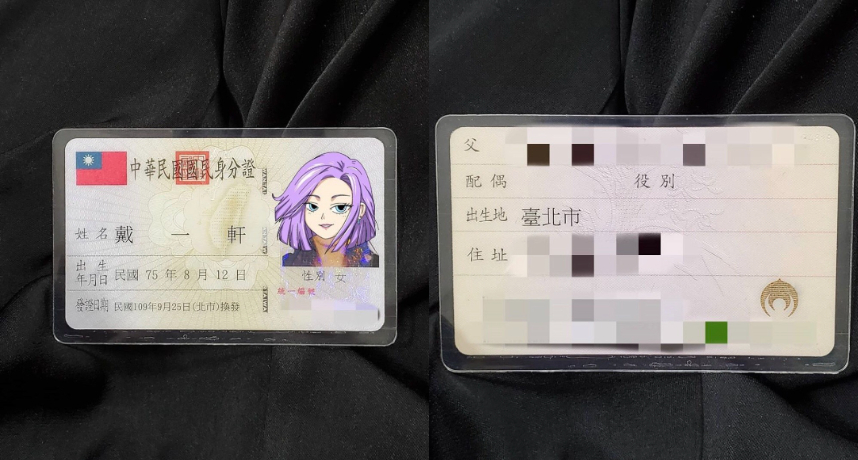 中華民國國民身分證
姓名 戴一軒
出生年月日 民國 75 年 8 月 12 日
性別 女
統一編號
發證日期 民國109年9月25日(北市)換發
父
配偶 役別
出生地 臺北市
住址